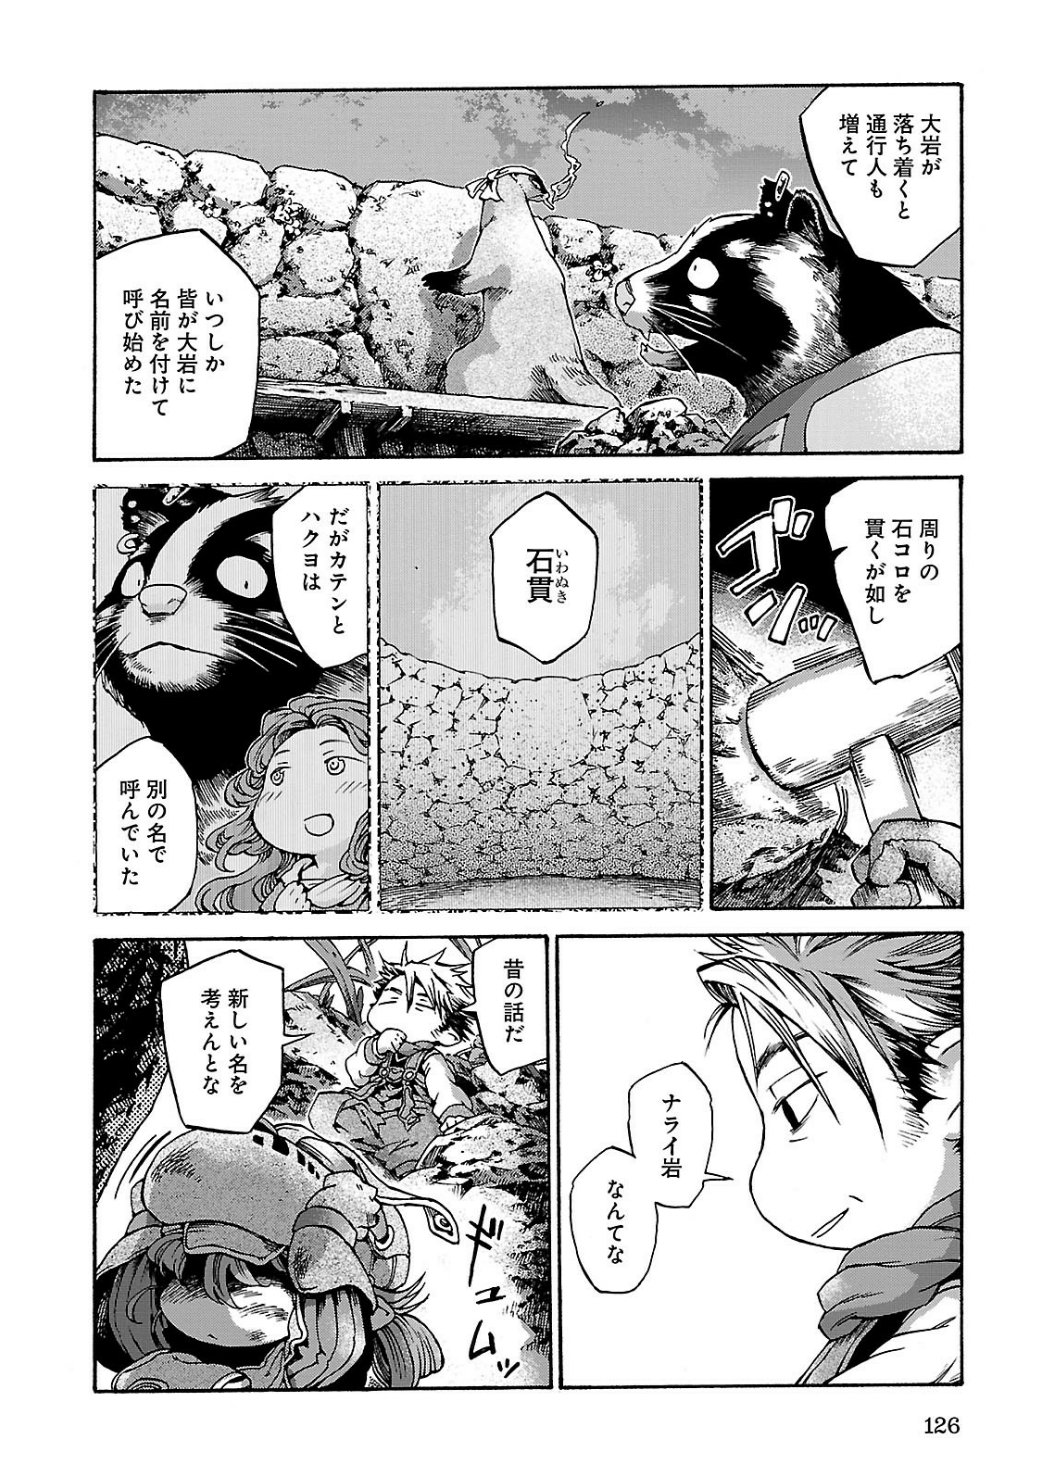 大岩が
落ち着くと
通行人も
増えて
いつしか
皆が大岩に
名前を付けて
呼び始めた
周りの
石コロを
貫くが如し
ゴゴゴ
石貫
いわぬき
だがカテンと
ハクヨは
別の名で
呼んでいた
ナライ岩
なんてな
昔の話だ
新しい名を
考えんとな
ギュムッ
126